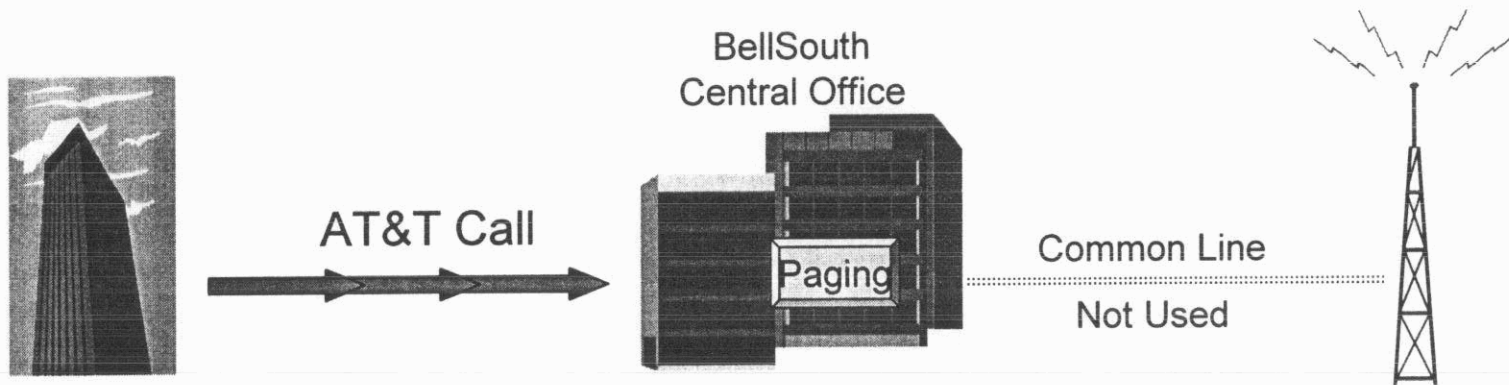 BellSouth
Central Office
AT&T Call
Paging
Common Line
Not Used